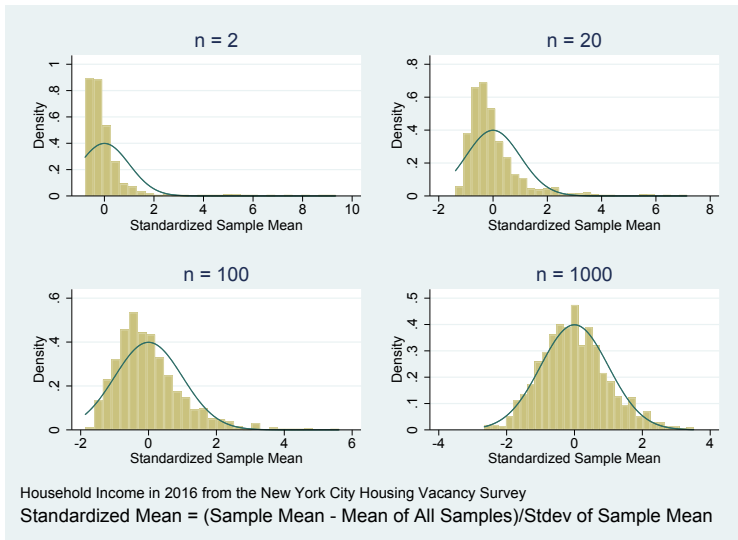 n = 2
1
.8
.6
.4
.2
0
Density
0 2 4 6 8 10
Standardized Sample Mean
n = 20
.8
.6
.4
.2
0
Density
-2 0 2 4 6 8
Standardized Sample Mean
n = 100
.6
.4
.2
0
Density
-2 0 2 4 6
Standardized Sample Mean
n = 1000
.5
.4
.3
.2
.1
0
Density
-4 -2 0 2 4
Standardized Sample Mean
Household Income in 2016 from the New York City Housing Vacancy Survey
Standardized Mean = (Sample Mean - Mean of All Samples)/Stdev of Sample Mean